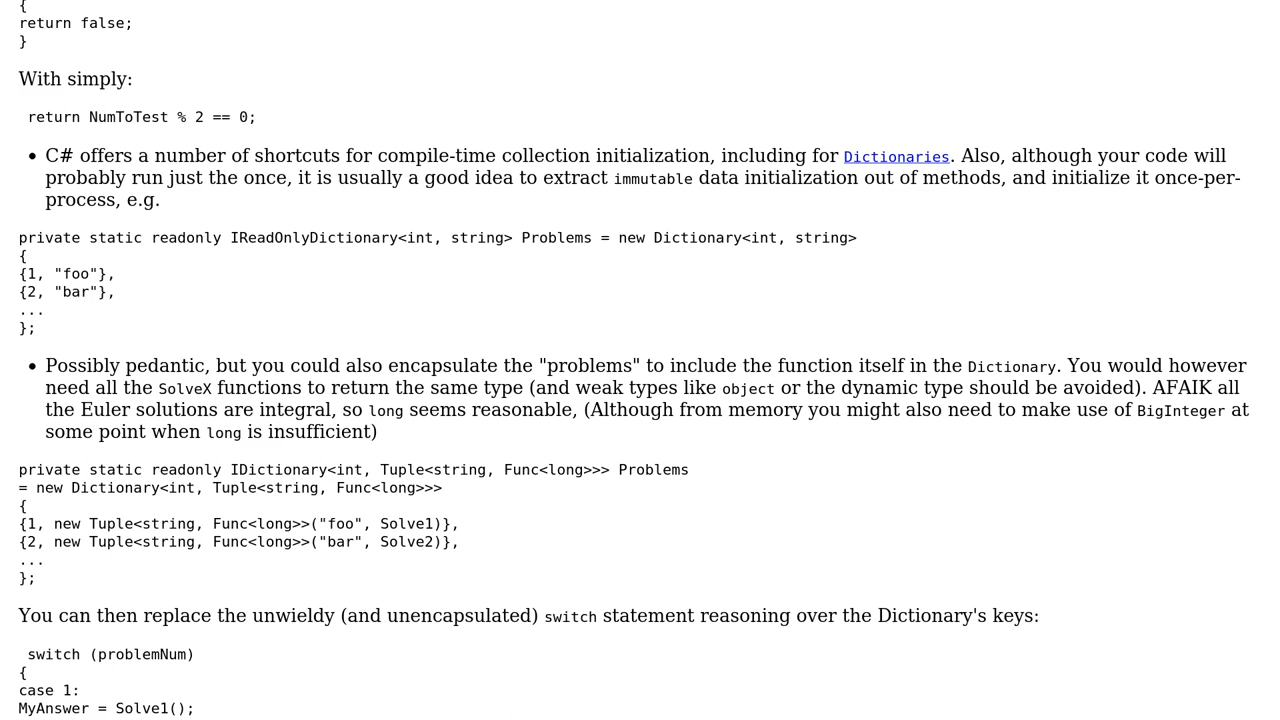 {
return false;
}
With simply:
return NumToTest % 2 == 0;
• C# offers a number of shortcuts for compile-time collection initialization, including for Dictionaries. Also, although your code will
probably run just the once, it is usually a good idea to extract immutable data initialization out of methods, and initialize it once-per-
process, e.g.
private static readonly IReadOnlyDictionary<int, string> Problems = new Dictionary<int, string>
{
{1, "foo"},
{2, "bar"},
...
};
• Possibly pedantic, but you could also encapsulate the "problems" to include the function itself in the Dictionary. You would however
need all the SolveX functions to return the same type (and weak types like object or the dynamic type should be avoided). AFAIK all
the Euler solutions are integral, so long seems reasonable, (Although from memory you might also need to make use of BigInteger at
some point when long is insufficient)
private static readonly IDictionary<int, Tuple<string, Func<long>>> Problems
= new Dictionary<int, Tuple<string, Func<long>>>
{
{1, new Tuple<string, Func<long>>("foo", Solve1)},
{2, new Tuple<string, Func<long>>("bar", Solve2)},
...
};
You can then replace the unwieldy (and unencapsulated) switch statement reasoning over the Dictionary's keys:
switch (problemNum)
{
case 1:
MyAnswer = Solve1();